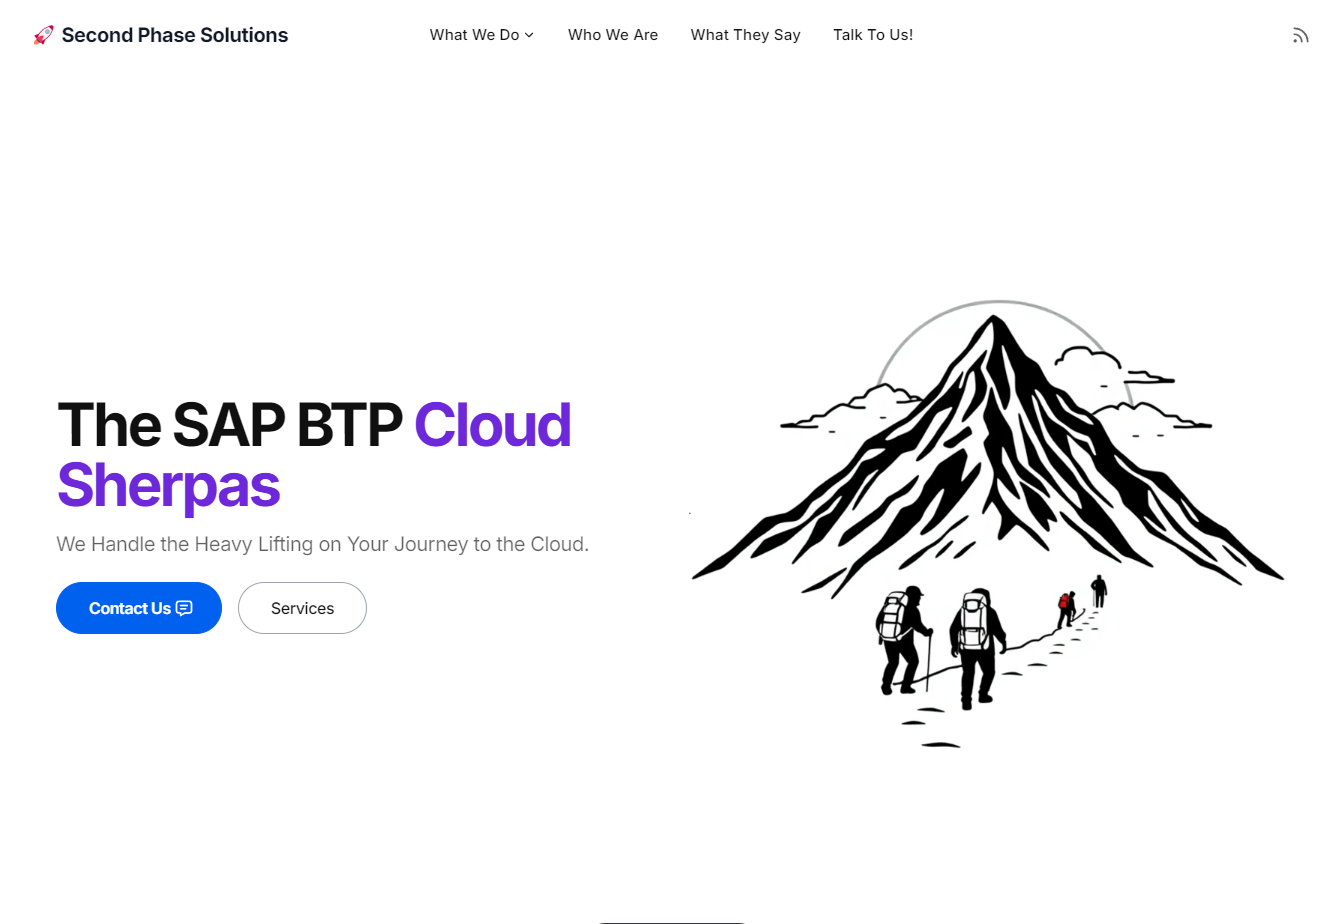 🚀 Second Phase Solutions
What We Do
Who We Are
What They Say
Talk To Us!
The SAP BTP Cloud
Sherpas
We Handle the Heavy Lifting on Your Journey to the Cloud.
Contact Us
Services